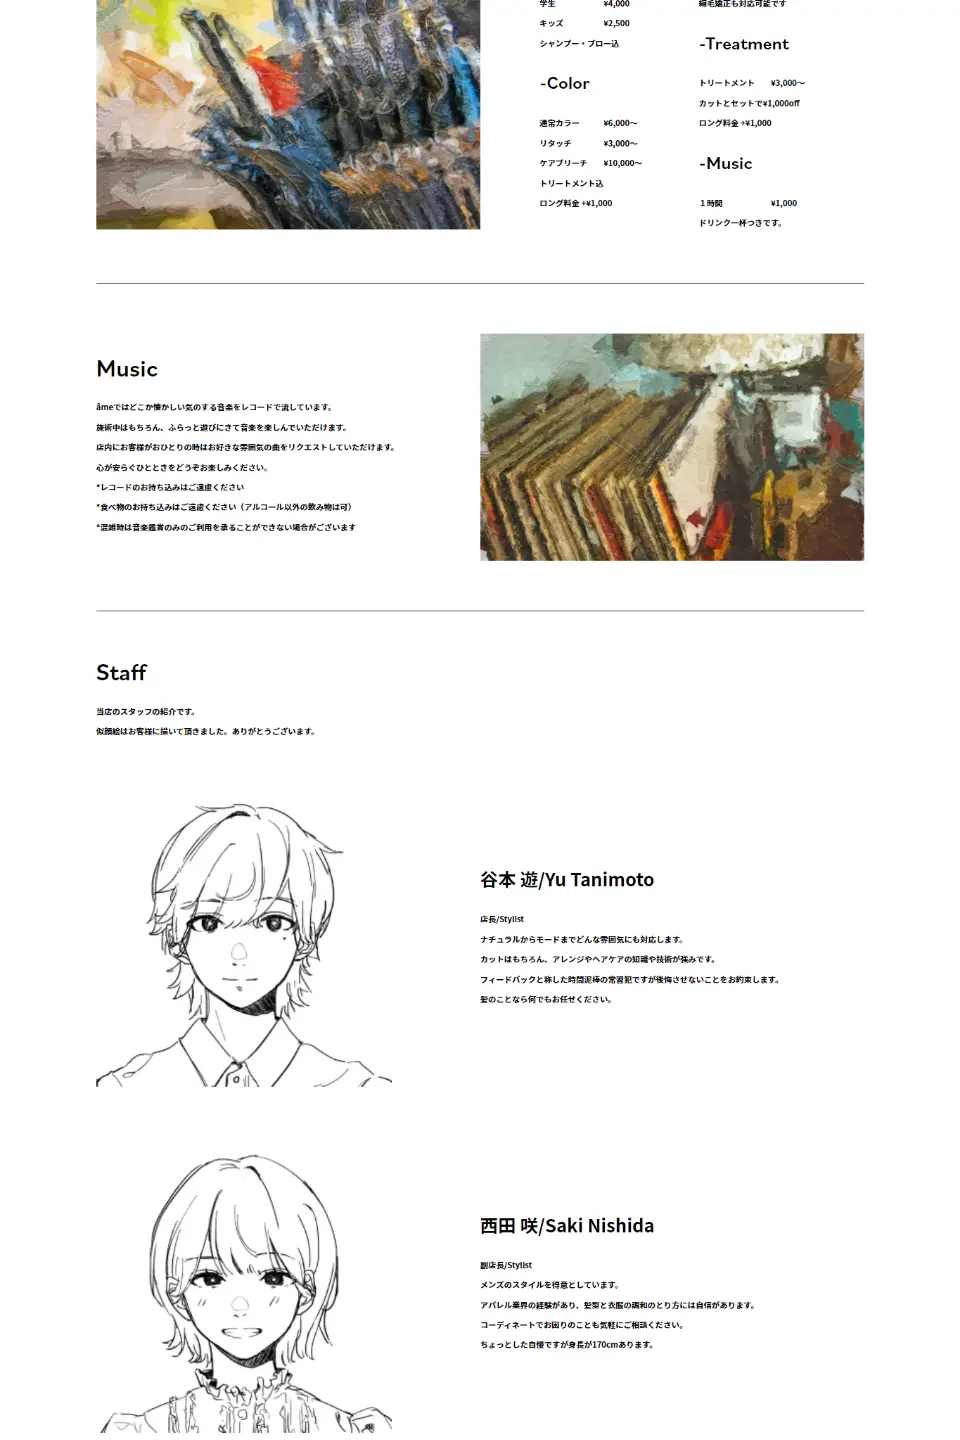 学生 ¥4,000
キッズ ¥2,500
シャンプー・ブロー込
-Color
通常カラー ¥6,000〜
リタッチ ¥3,000〜
ケアブリーチ ¥10,000〜
トリートメント込
ロング料金 +¥1,000
縮毛矯正も対応可能です
-Treatment
トリートメント ¥3,000〜
カットとセットで¥1,000off
ロング料金 +¥1,000
-Music
１時間 ¥1,000
ドリンク一杯つきです。
Music
âmeではどこか懐かしい気のする音楽をレコードで流しています。
施術中はもちろん、ふらっと遊びにきて音楽を楽しんでいただけます。
店内にお客様がおひとりの時はお好きな雰囲気の曲をリクエストしていただけます。
心が安らぐひとときをどうぞお楽しみください。
*レコードのお持ち込みはご遠慮ください
*食べ物のお持ち込みはご遠慮ください（アルコール以外の飲み物は可）
*混雑時は音楽鑑賞のみのご利用を承ることができない場合がございます
Staff
当店のスタッフの紹介です。
似顔絵はお客様に描いて頂きました。ありがとうございます。
谷本 遊/Yu Tanimoto
店長/Stylist
ナチュラルからモードまでどんな雰囲気にも対応します。
カットはもちろん、アレンジやヘアケアの知識や技術が強みです。
フィードバックと称した時間泥棒の常習犯ですが後悔させないことをお約束します。
髪のことなら何でもお任せください。
西田 咲/Saki Nishida
副店長/Stylist
メンズのスタイルを得意としています。
アパレル業界の経験があり、髪型と衣服の調和のとり方には自信があります。
コーディネートでお困りのことも気軽にご相談ください。
ちょっとした自慢ですが身長が170cmあります。